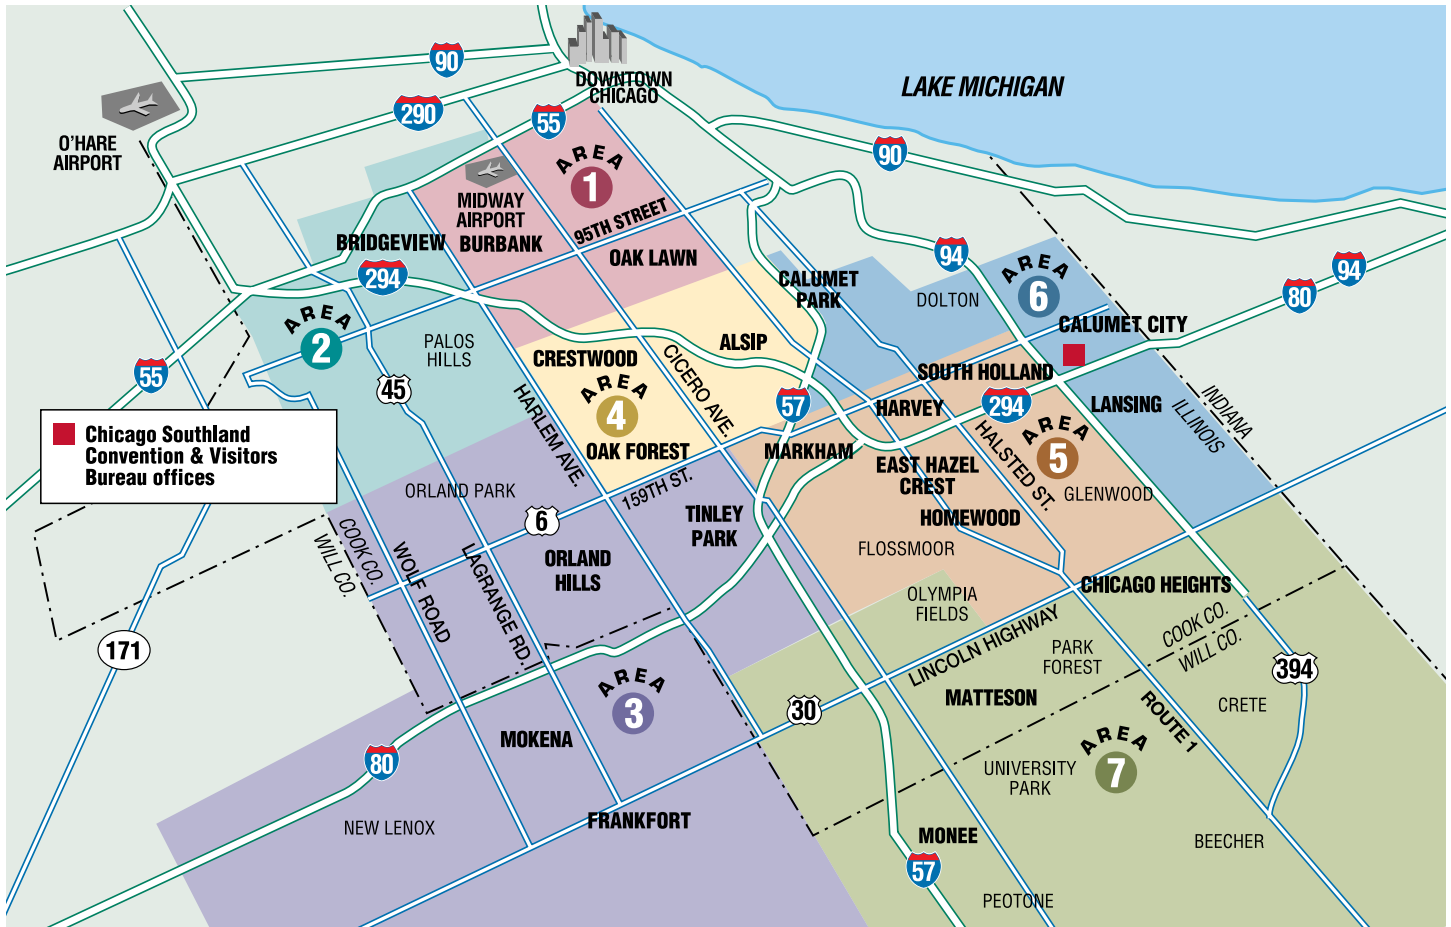 DOWNTOWN
CHICAGO
LAKE MICHIGAN
90
290
55
O'HARE
AIRPORT
90
AREA
1
MIDWAY
AIRPORT
BURBANK
95TH STREET
OAK LAWN
BRIDGEVIEW
294
94
AREA
6
CALUMET
PARK
DOLTON
94
80
CALUMET CITY
AREA
2
PALOS
HILLS
ALSIP
CRESTWOOD
CICERO AVE.
SOUTH HOLLAND
55
45
AREA
4
HARLEM AVE.
57
HARVEY
294
LANSING
INDIANA
ILLINOIS
Chicago Southland
Convention & Visitors
Bureau offices
OAK FOREST
MARKHAM
HALSTED ST.
AREA
5
EAST HAZEL
CREST
GLENWOOD
ORLAND PARK
159TH ST.
6
TINLEY
PARK
HOMEWOOD
FLOSSMOOR
COOK CO.
WILL CO.
WOLF ROAD
LAGRANGE RD.
ORLAND
HILLS
OLYMPIA
FIELDS
CHICAGO HEIGHTS
LINCOLN HIGHWAY
COOK CO.
WILL CO.
171
PARK
FOREST
394
AREA
3
30
MATTESON
ROUTE 1
CRETE
MOKENA
80
AREA
7
UNIVERSITY
PARK
NEW LENOX
FRANKFORT
MONEE
BEECHER
57
PEOTONE